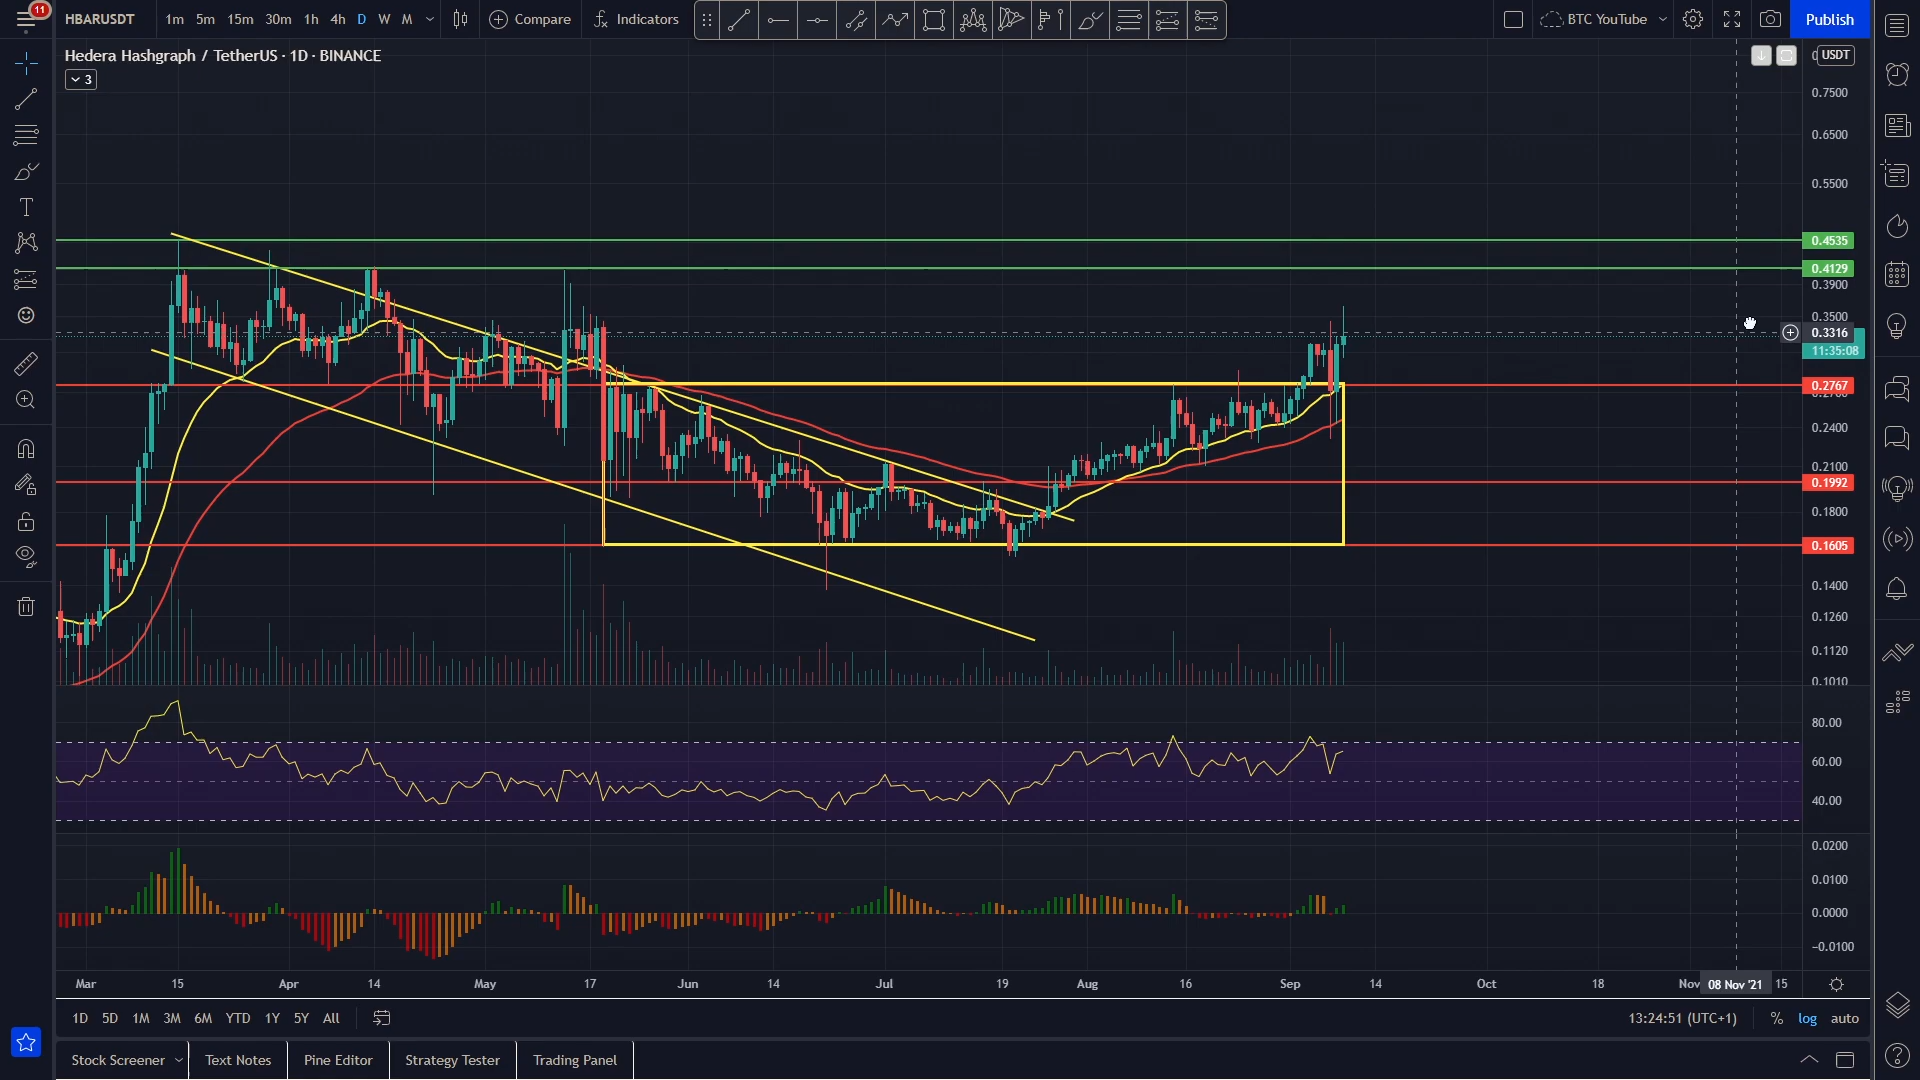 11
HBARUSDT
1m 5m 15m 30m 1h 4h D W M
Compare
Indicators
BTC YouTube
Publish
Hedera Hashgraph / TetherUS · 1D · BINANCE
3
USDT
0.7500
0.6500
0.5500
0.4535
0.4129
0.3900
0.3500
0.3316
11:35:08
0.2767
0.2400
0.2100
0.1992
0.1800
0.1605
0.1400
0.1260
0.1120
0.1010
80.00
60.00
40.00
0.0200
0.0100
0.0000
−0.0100
Mar 15 Apr 14 May 17 Jun 14 Jul 19 Aug 16 Sep 14 Oct 18 Nov 08 Nov '21 15
1D 5D 1M 3M 6M YTD 1Y 5Y All
13:24:51 (UTC+1) % log auto
Stock Screener Text Notes Pine Editor Strategy Tester Trading Panel